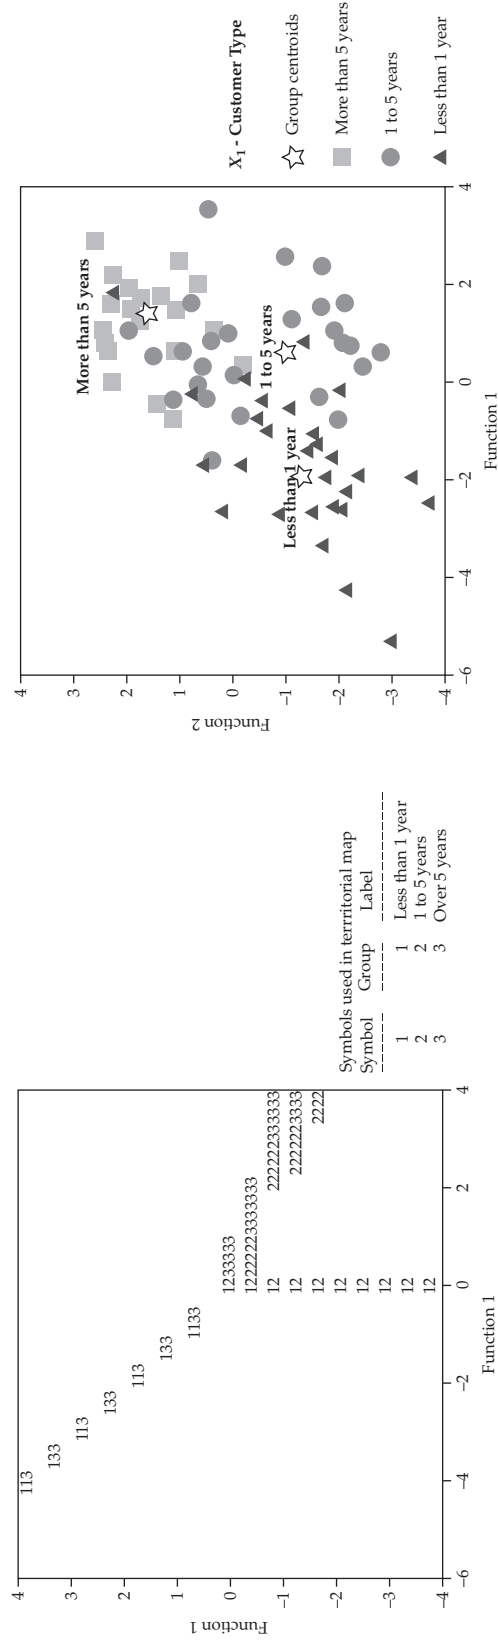 4
3
2
1
0
−1
−2
−3
−4
Function 1
113
133
113
133
113
133
1133
1233333
12222223333333
12
2222222333333
12
2222223333
12
2222
12
12
12
12
12
−6
−4
−2
0
2
4
Function 1
Symbols used in terrritorial map
Symbol Group Label
1 1 Less than 1 year
2 2 1 to 5 years
3 3 Over 5 years
4
3
2
1
0
−1
−2
−3
−4
Function 2
More than 5 years
1 to 5 years
Less than 1 year
−6
−4
−2
0
2
4
Function 1
X1 - Customer Type
Group centroids
More than 5 years
1 to 5 years
Less than 1 year